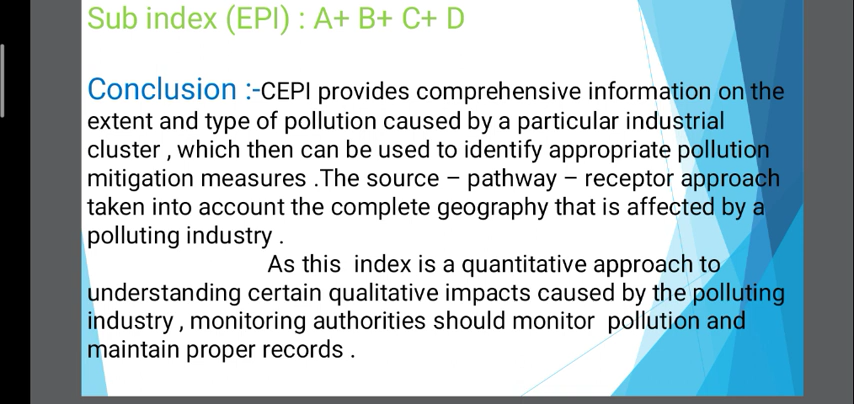 Sub index (EPI) : A+ B+ C+ D
Conclusion :-CEPI provides comprehensive information on the
extent and type of pollution caused by a particular industrial
cluster , which then can be used to identify appropriate pollution
mitigation measures .The source – pathway – receptor approach
taken into account the complete geography that is affected by a
polluting industry .
As this index is a quantitative approach to
understanding certain qualitative impacts caused by the polluting
industry , monitoring authorities should monitor pollution and
maintain proper records .